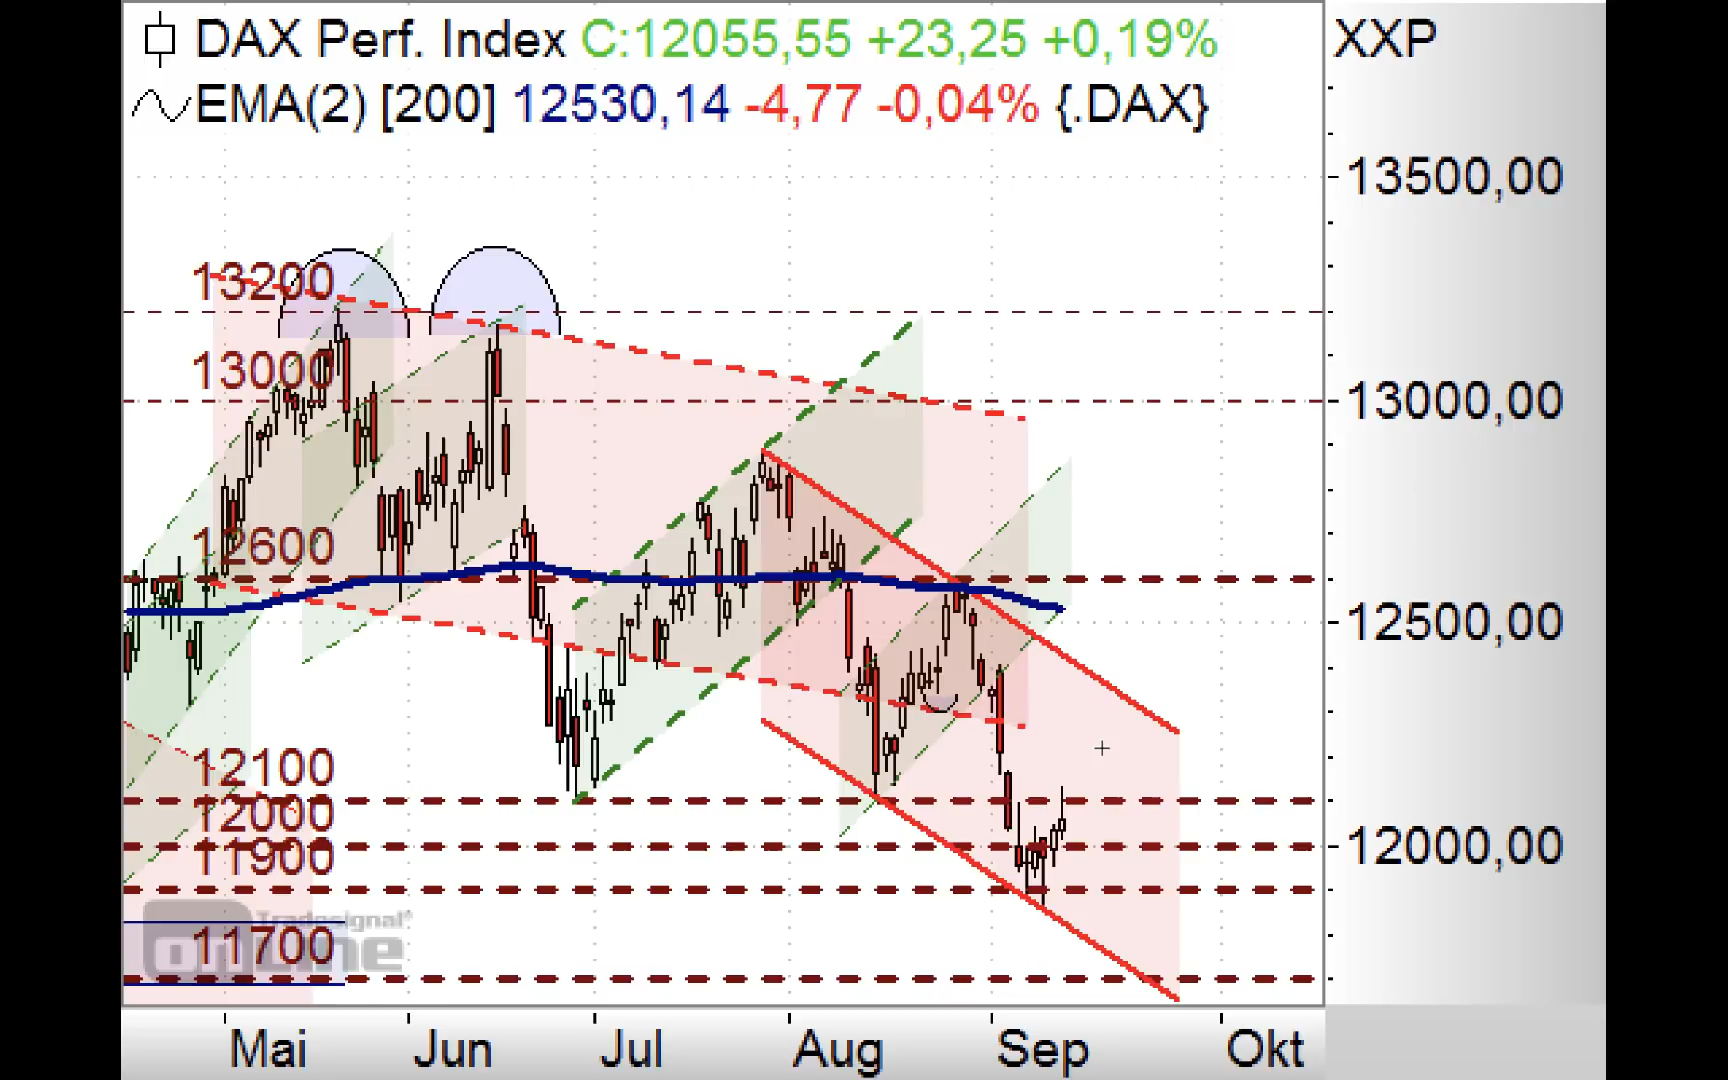 DAX Perf. Index C:12055,55 +23,25 +0,19%
EMA(2) [200] 12530,14 -4,77 -0,04% {.DAX}
XXP
13500,00
13000,00
12500,00
12000,00
13200
13000
12600
12100
12000
11900
11700
Tradesignal®
online
Mai Jun Jul Aug Sep Okt